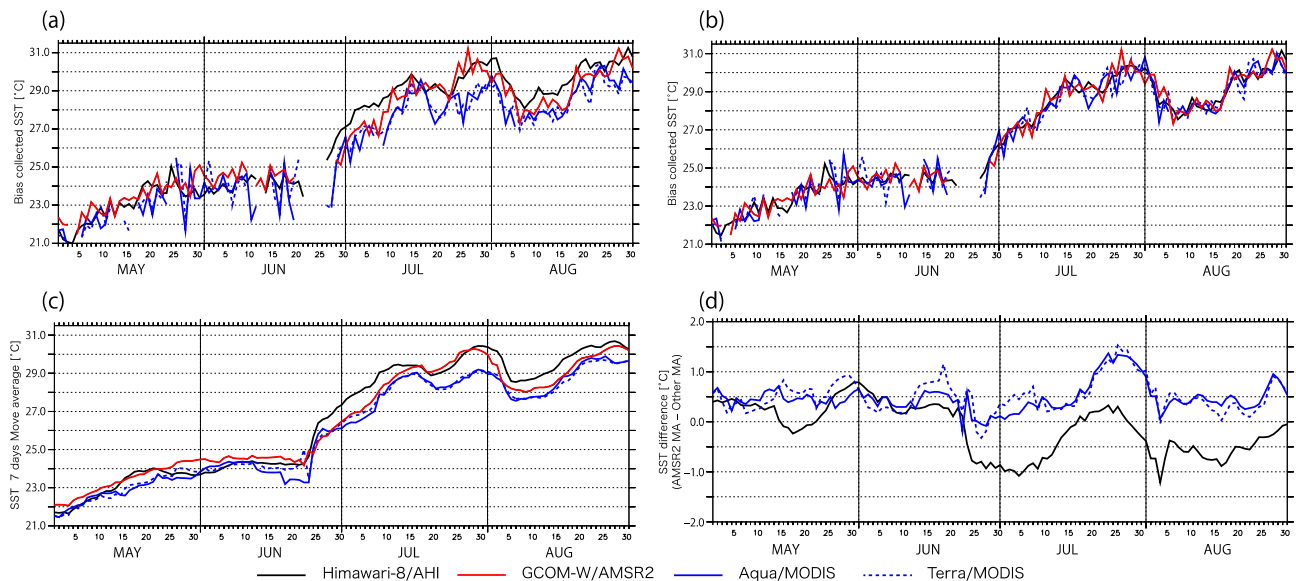 (a)
Bias collected SST [˚C]
31.0
29.0
27.0
25.0
23.0
21.0
5 10 15 20 25 30 5 10 15 20 25 30 5 10 15 20 25 30 5 10 15 20 25 30
MAY JUN JUL AUG
(b)
Bias collected SST [˚C]
31.0
29.0
27.0
25.0
23.0
21.0
5 10 15 20 25 30 5 10 15 20 25 30 5 10 15 20 25 30 5 10 15 20 25 30
MAY JUN JUL AUG
(c)
SST 7 days Move average [˚C]
31.0
29.0
27.0
25.0
23.0
21.0
5 10 15 20 25 30 5 10 15 20 25 30 5 10 15 20 25 30 5 10 15 20 25 30
MAY JUN JUL AUG
(d)
SST difference [˚C]
(AMSR2 MA − Other MA)
1.0
0.0
−1.0
−2.0
5 10 15 20 25 30 5 10 15 20 25 30 5 10 15 20 25 30 5 10 15 20 25 30
MAY JUN JUL AUG
Himawari-8/AHI GCOM-W/AMSR2 Aqua/MODIS Terra/MODIS